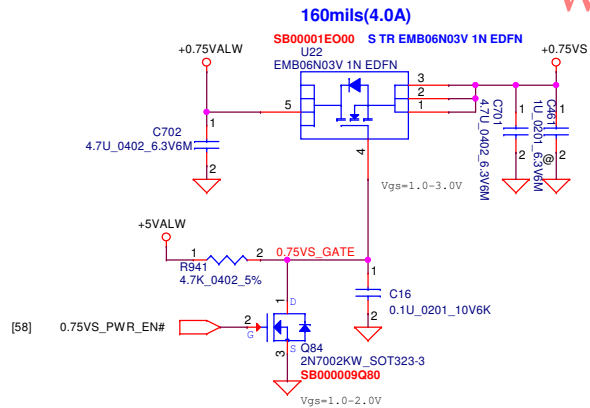 160mils(4.0A)
SB00001EO00 S TR EMB06N03V 1N EDFN
+0.75VALW
U22
EMB06N03V 1N EDFN
+0.75VS
5
3
2
1
4
1
C702
4.7U_0402_6.3V6M
2
1
C701
4.7U_0402_6.3V6M
2
1
C461
1U_0201_6.3V6M
2
@
Vgs=1.0-3.0V
+5VALW
1
2
R941
4.7K_0402_5%
0.75VS_GATE
1
C16
0.1U_0201_10V6K
2
1
D
[58] 0.75VS_PWR_EN#
2
G
S
3
Q84
2N7002KW_SOT323-3
SB000009Q80
Vgs=1.0-2.0V